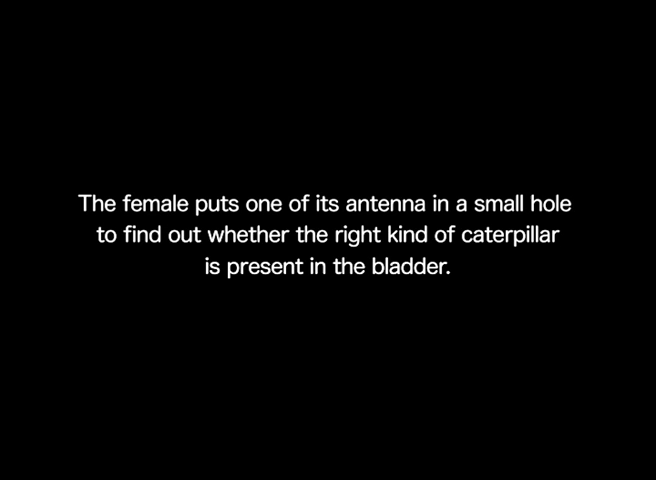 The female puts one of its antenna in a small hole
to find out whether the right kind of caterpillar
is present in the bladder.